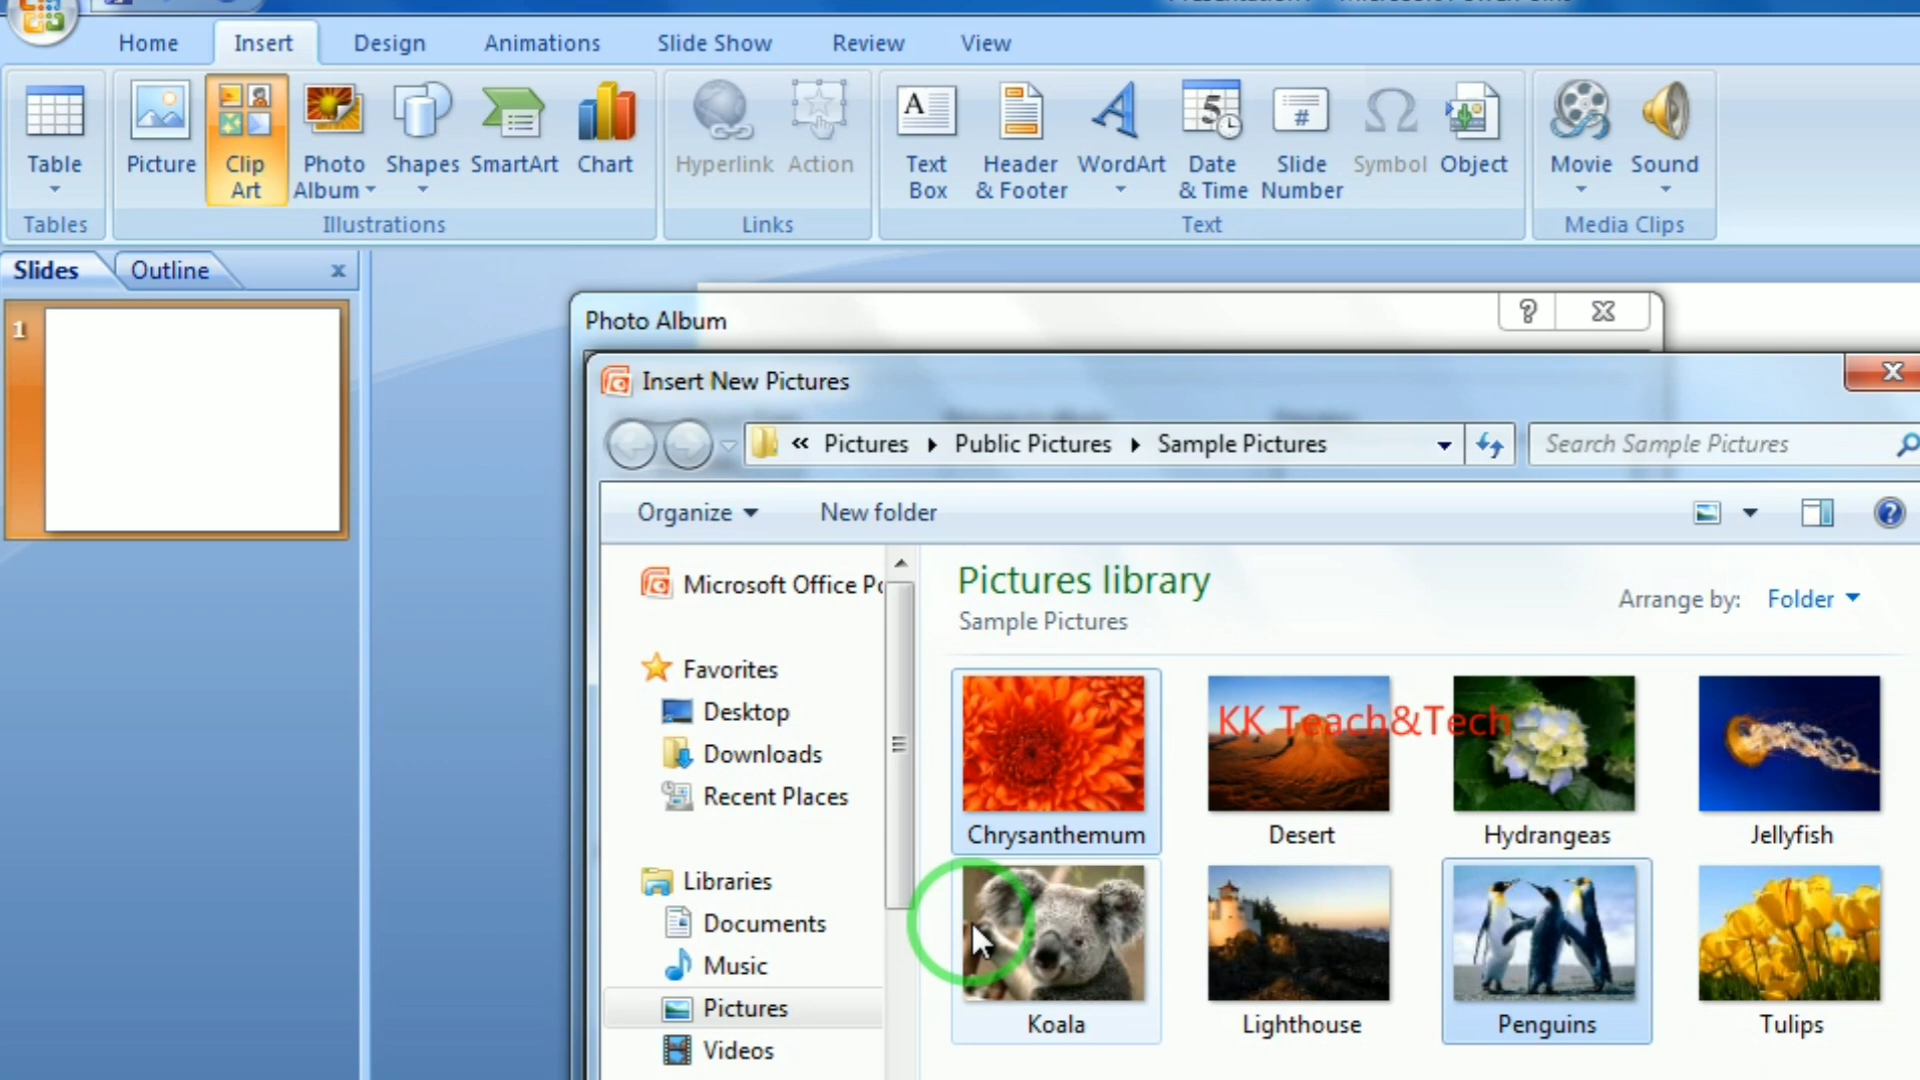 Home Insert Design Animations Slide Show Review View
Table Picture Clip Art Photo Album Shapes SmartArt Chart Hyperlink Action Text Box Header & Footer WordArt Date & Time Slide Number Symbol Object Movie Sound
Tables Illustrations Links Text Media Clips
Slides Outline
1
Photo Album
Insert New Pictures
« Pictures Public Pictures Sample Pictures
Search Sample Pictures
Organize New folder
Microsoft Office Po
Favorites
Desktop
Downloads
Recent Places
Libraries
Documents
Music
Pictures
Videos
Pictures library
Sample Pictures
Arrange by: Folder
KK Teach&Tech
Chrysanthemum Desert Hydrangeas Jellyfish
Koala Lighthouse Penguins Tulips